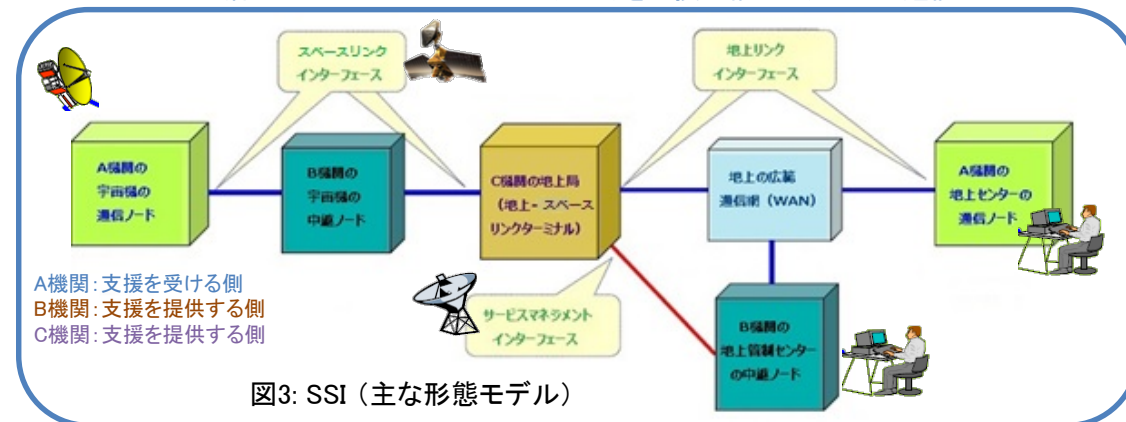 スペースリンク
インターフェース
地上リンク
インターフェース
A機関の
宇宙機の
通信ノード
B機関の
宇宙機の
中継ノード
C機関の地上局
（地上-スペース
リンクターミナル）
地上の広範
通信網（WAN）
A機関の
地上センターの
通信ノード
A機関：支援を受ける側
B機関：支援を提供する側
C機関：支援を提供する側
サービスマネジメント
インターフェース
B機関の
地上管制センター
の中継ノード
図3: SSI（主な形態モデル）